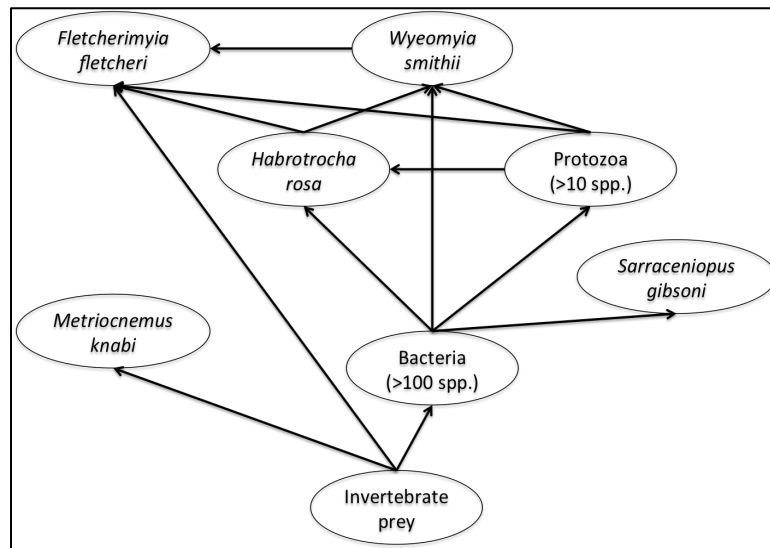 Fletcherimyia
fletcheri
Wyeomyia
smithii
Habrotrocha
rosa
Protozoa
(>10 spp.)
Sarraceniopus
gibsoni
Metriocnemus
knabi
Bacteria
(>100 spp.)
Invertebrate
prey